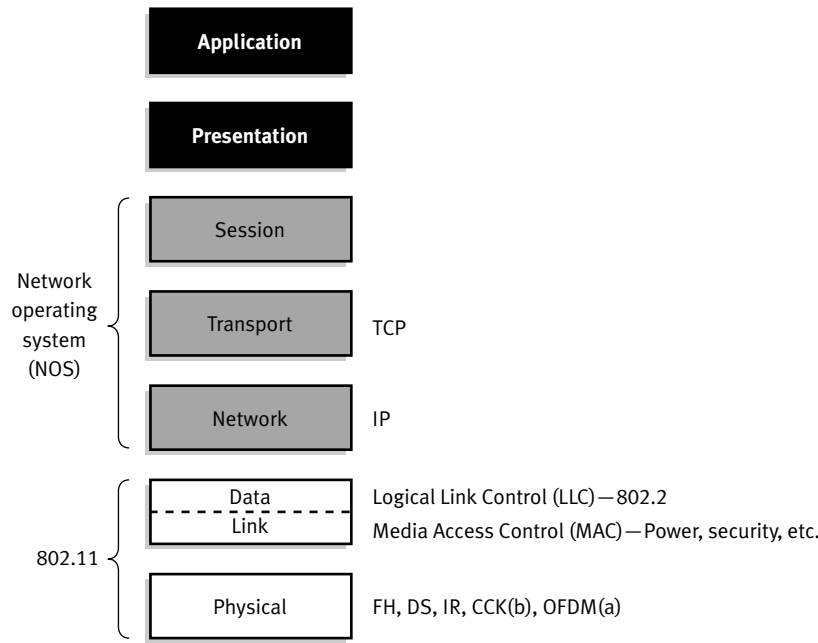 Application
Presentation
Session
Network
operating
system
(NOS)
Transport
TCP
Network
IP
Data
Logical Link Control (LLC)—802.2
Link
Media Access Control (MAC)—Power, security, etc.
802.11
Physical
FH, DS, IR, CCK(b), OFDM(a)